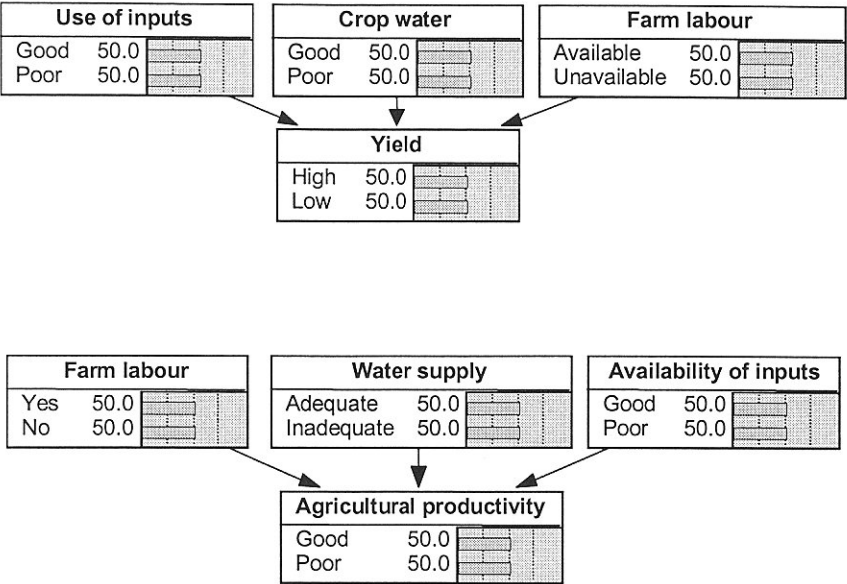 Use of inputs
Good 50.0
Poor 50.0
Crop water
Good 50.0
Poor 50.0
Farm labour
Available 50.0
Unavailable 50.0
Yield
High 50.0
Low 50.0
Farm labour
Yes 50.0
No 50.0
Water supply
Adequate 50.0
Inadequate 50.0
Availability of inputs
Good 50.0
Poor 50.0
Agricultural productivity
Good 50.0
Poor 50.0